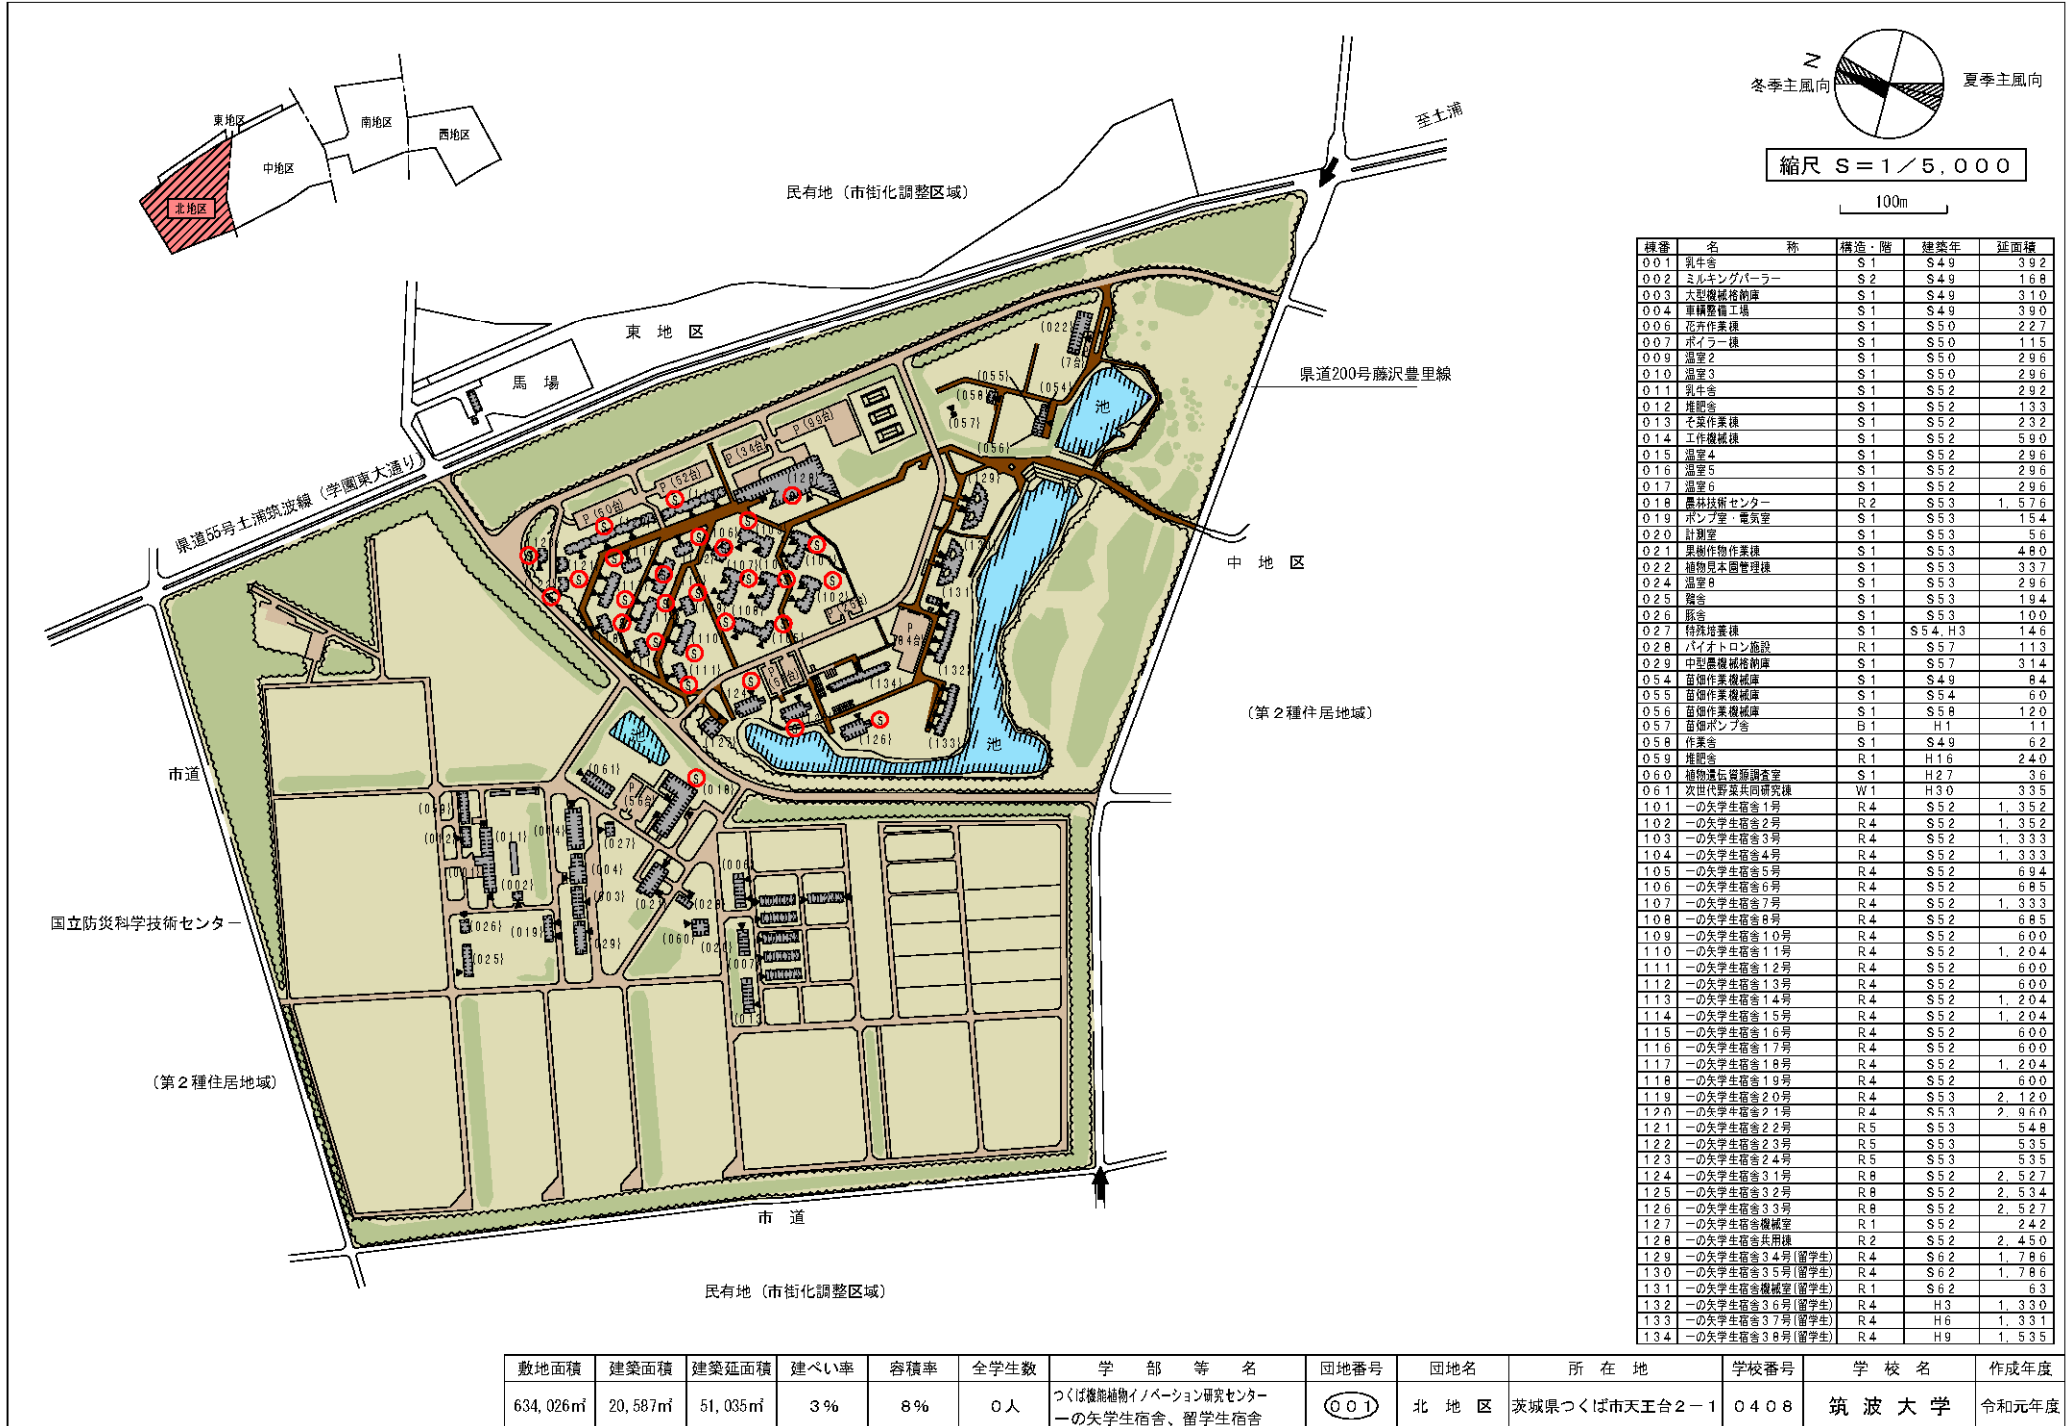 東地区
南地区
西地区
中地区
北地区
民有地（市街化調整区域）
至土浦
N
冬季主風向
夏季主風向
縮尺 S＝1／5,000
100m
東 地 区
馬 場
県道55号土浦筑波線（学園東大通り）
県道200号藤沢豊里線
中 地 区
（第２種住居地域）
市道
国立防災科学技術センター
（第２種住居地域）
市 道
民有地（市街化調整区域）
池
池
池
P (99台)
P (34台)
P (52台)
P (60台)
P (56台)
(7台)
(022)
(055)
(054)
(058
(057)
(056)
(128)
(129)
(131)
(132)
(133)
(134)
(126)
(127)
(102)
(107)
(108)
(110)
(111)
(018)
(061)
(027)
(004)
(003)
(029)
(011)
(001)
(002)
(026)
(025)
(019)
(060)
(006)
(007)
棟番 名 称 構造・階 建築年 延面積
001 乳牛舎 S1 S49 392
002 ミルキングパーラー S2 S49 168
003 大型機械格納庫 S1 S49 310
004 車輌整備工場 S1 S49 390
006 花卉作業棟 S1 S50 227
007 ボイラー棟 S1 S50 115
009 温室2 S1 S50 296
010 温室3 S1 S50 296
011 乳牛舎 S1 S52 292
012 堆肥舎 S1 S52 133
013 そ菜作業棟 S1 S52 232
014 工作機械棟 S1 S52 590
015 温室4 S1 S52 296
016 温室5 S1 S52 296
017 温室6 S1 S52 296
018 農林技術センター R2 S53 1,576
019 ポンプ室・電気室 S1 S53 154
020 計測室 S1 S53 56
021 果樹作物作業棟 S1 S53 480
022 植物見本園管理棟 S1 S53 337
024 温室8 S1 S53 296
025 鶏舎 S1 S53 194
026 豚舎 S1 S53 100
027 特殊培養棟 S1 S54,H3 146
028 バイオトロン施設 R1 S57 113
029 中型農機械格納庫 S1 S57 314
054 苗畑作業機械庫 S1 S49 84
055 苗畑作業機械庫 S1 S54 60
056 苗畑作業機械庫 S1 S58 120
057 苗畑ポンプ舎 B1 H1 11
058 作業舎 S1 S49 62
059 堆肥舎 R1 H16 240
060 植物遺伝資源調査室 S1 H27 36
061 次世代野菜共同研究棟 W1 H30 335
101 一の矢学生宿舎1号 R4 S52 1,352
102 一の矢学生宿舎2号 R4 S52 1,352
103 一の矢学生宿舎3号 R4 S52 1,333
104 一の矢学生宿舎4号 R4 S52 1,333
105 一の矢学生宿舎5号 R4 S52 694
106 一の矢学生宿舎6号 R4 S52 685
107 一の矢学生宿舎7号 R4 S52 1,333
108 一の矢学生宿舎8号 R4 S52 685
109 一の矢学生宿舎10号 R4 S52 600
110 一の矢学生宿舎11号 R4 S52 1,204
111 一の矢学生宿舎12号 R4 S52 600
112 一の矢学生宿舎13号 R4 S52 600
113 一の矢学生宿舎14号 R4 S52 1,204
114 一の矢学生宿舎15号 R4 S52 1,204
115 一の矢学生宿舎16号 R4 S52 600
116 一の矢学生宿舎17号 R4 S52 600
117 一の矢学生宿舎18号 R4 S52 1,204
118 一の矢学生宿舎19号 R4 S52 600
119 一の矢学生宿舎20号 R4 S53 2,120
120 一の矢学生宿舎21号 R4 S53 2,960
121 一の矢学生宿舎22号 R5 S53 548
122 一の矢学生宿舎23号 R5 S53 535
123 一の矢学生宿舎24号 R5 S53 535
124 一の矢学生宿舎31号 R8 S52 2,527
125 一の矢学生宿舎32号 R8 S52 2,534
126 一の矢学生宿舎33号 R8 S52 2,527
127 一の矢学生宿舎機械室 R1 S52 242
128 一の矢学生宿舎共用棟 R2 S52 2,450
129 一の矢学生宿舎34号(留学生) R4 S62 1,786
130 一の矢学生宿舎35号(留学生) R4 S62 1,786
131 一の矢学生宿舎機械室(留学生) R1 S62 63
132 一の矢学生宿舎36号(留学生) R4 H3 1,330
133 一の矢学生宿舎37号(留学生) R4 H6 1,331
134 一の矢学生宿舎38号(留学生) R4 H9 1,535
敷地面積 建築面積 建築延面積 建ぺい率 容積率 全学生数 学 部 等 名 団地番号 団地名 所 在 地 学校番号 学 校 名 作成年度
634,026㎡ 20,587㎡ 51,035㎡ 3％ 8％ 0人 つくば機能植物イノベーション研究センター 001 北 地 区 茨城県つくば市天王台２－１ 0408 筑 波 大 学 令和元年度
一の矢学生宿舎、留学生宿舎